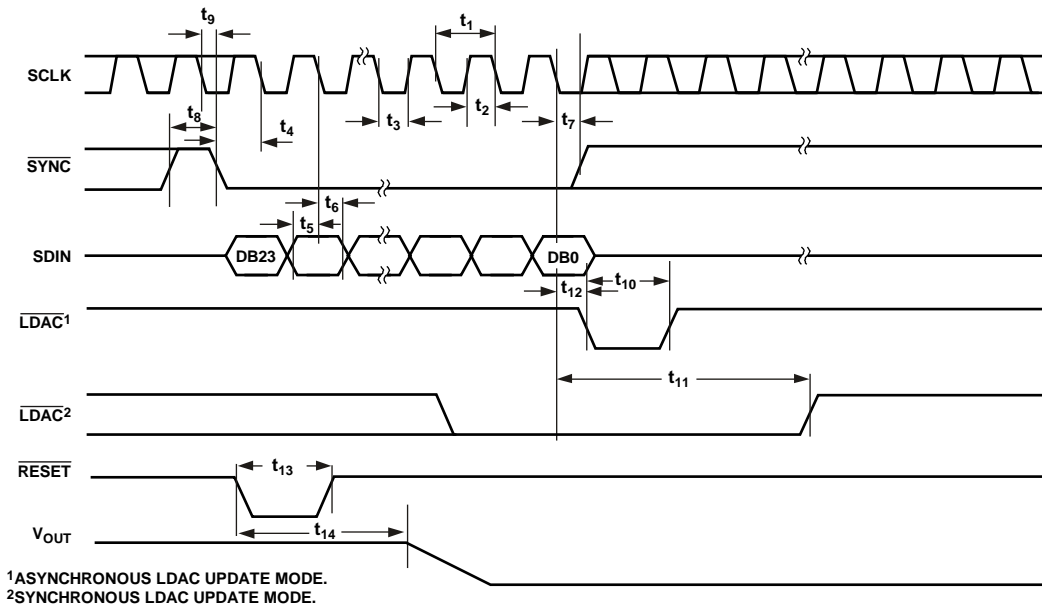 t9
t1
SCLK
t8
t4
t3
t2
t7
SYNC
t6
t5
SDIN
DB23
DB0
t12
t10
LDAC1
t11
LDAC2
RESET
t13
VOUT
t14
1ASYNCHRONOUS LDAC UPDATE MODE.
2SYNCHRONOUS LDAC UPDATE MODE.